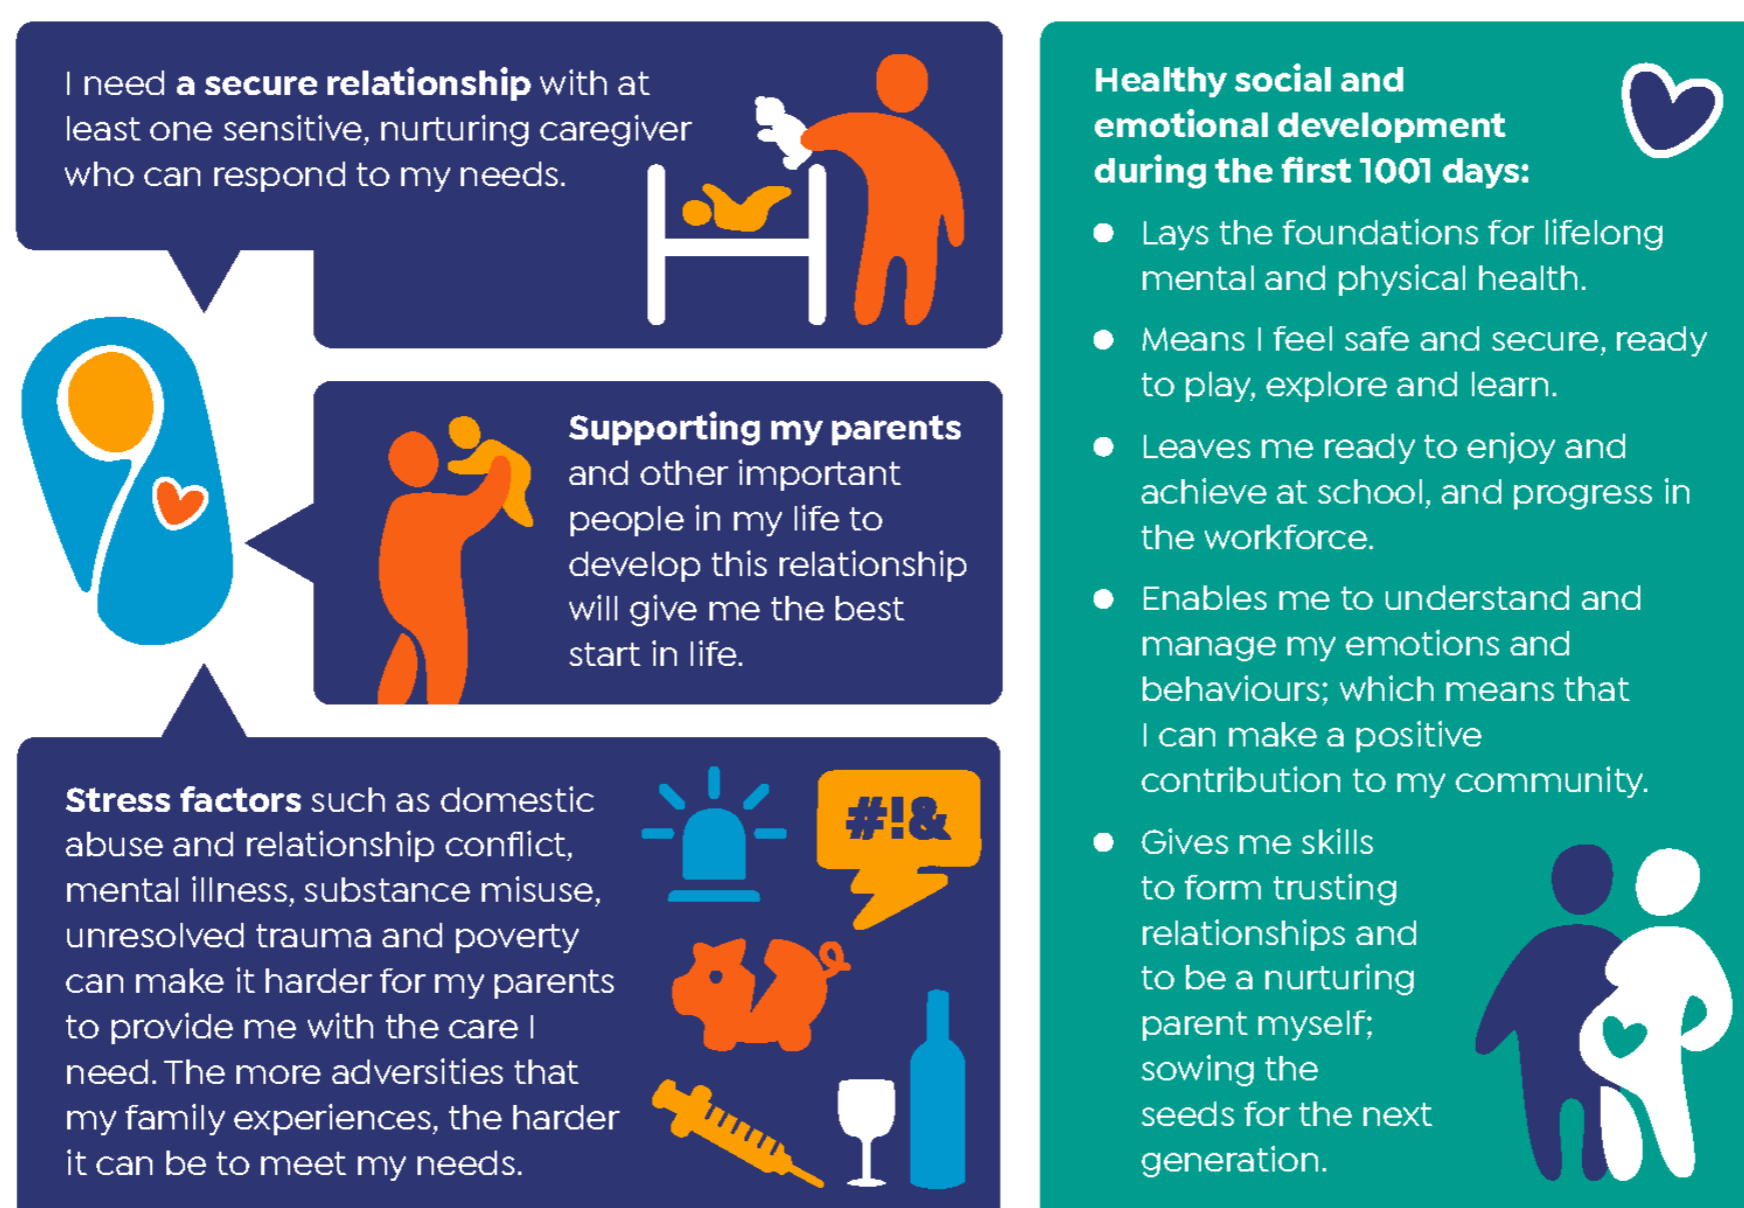 I need a secure relationship with at
least one sensitive, nurturing caregiver
who can respond to my needs.
Supporting my parents
and other important
people in my life to
develop this relationship
will give me the best
start in life.
Stress factors such as domestic
abuse and relationship conflict,
mental illness, substance misuse,
unresolved trauma and poverty
can make it harder for my parents
to provide me with the care I
need. The more adversities that
my family experiences, the harder
it can be to meet my needs.
#!&
Healthy social and
emotional development
during the first 1001 days:
● Lays the foundations for lifelong
mental and physical health.
● Means I feel safe and secure, ready
to play, explore and learn.
● Leaves me ready to enjoy and
achieve at school, and progress in
the workforce.
● Enables me to understand and
manage my emotions and
behaviours; which means that
I can make a positive
contribution to my community.
● Gives me skills
to form trusting
relationships and
to be a nurturing
parent myself;
sowing the
seeds for the next
generation.